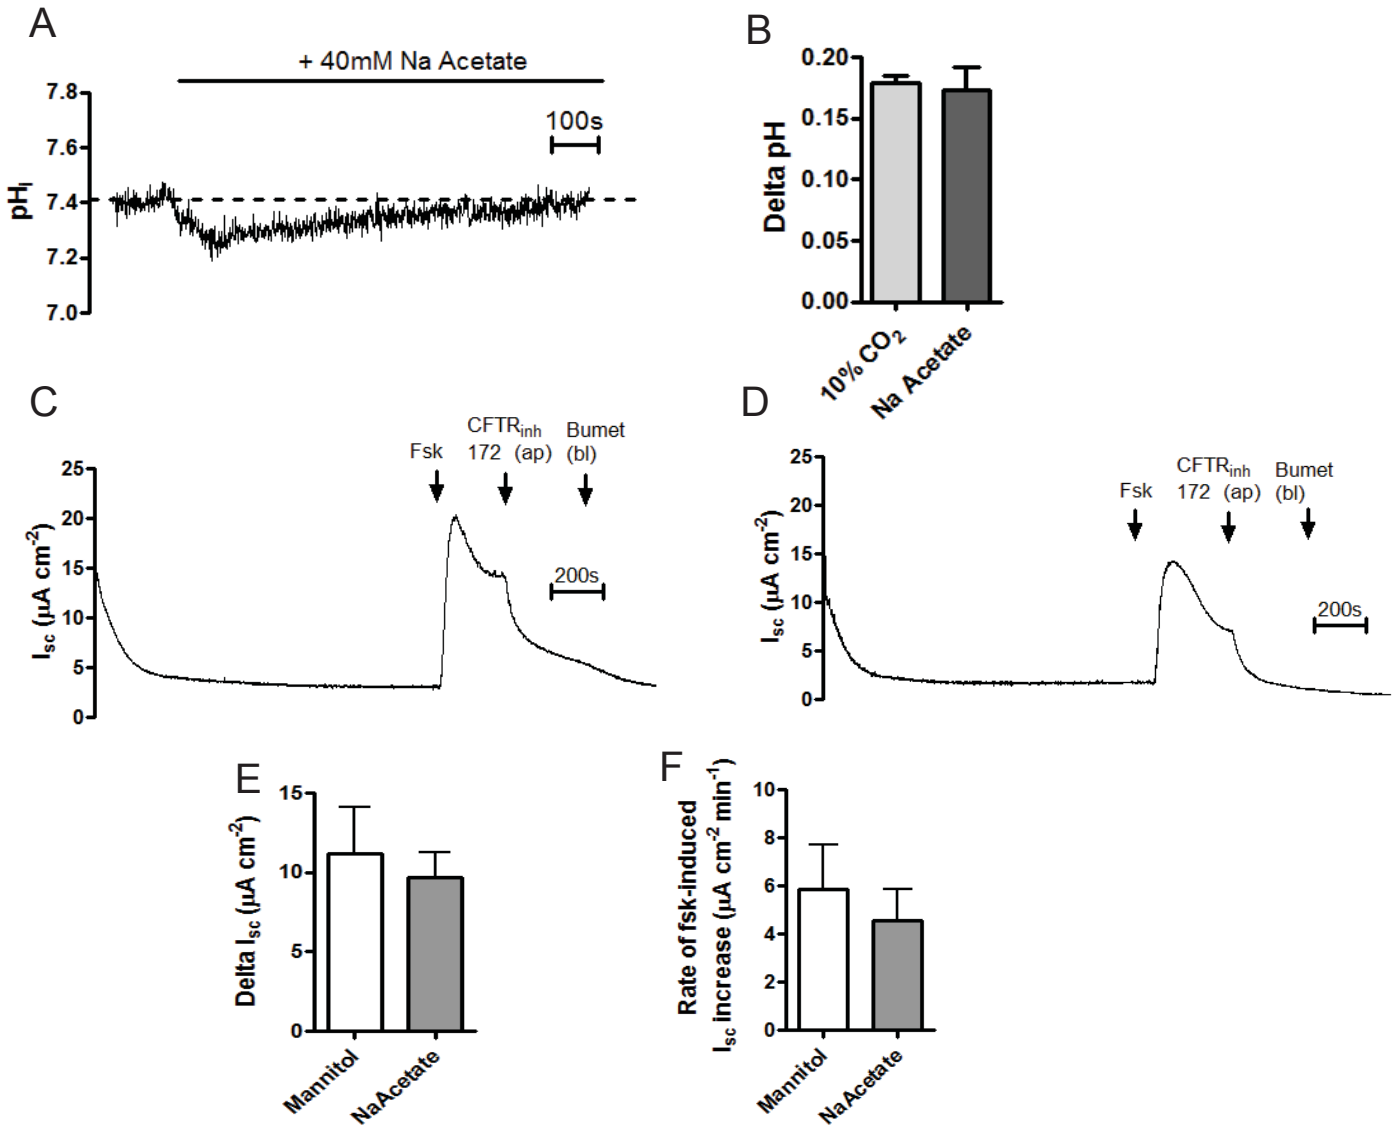 A
+ 40mM Na Acetate
100s
7.8
7.6
7.4
7.2
7.0
pHi
B
0.20
0.15
0.10
0.05
0.00
Delta pH
10% CO2
Na Acetate
C
Fsk
CFTRinh
172 (ap)
Bumet
(bl)
200s
25
20
15
10
5
0
Isc (µA cm-2)
D
Fsk
CFTRinh
172 (ap)
Bumet
(bl)
200s
25
20
15
10
5
0
Isc (µA cm-2)
E
15
10
5
0
Delta Isc (µA cm-2)
Mannitol
NaAcetate
F
10
8
6
4
2
0
Rate of fsk-induced
Isc increase (µA cm-2 min-1)
Mannitol
NaAcetate